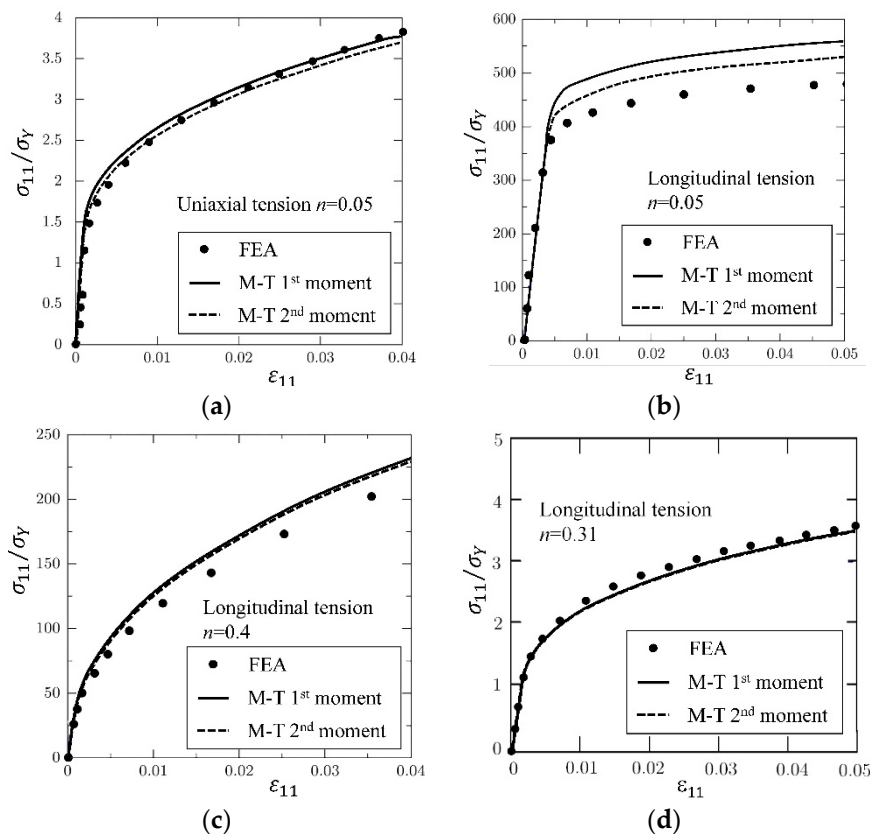 4
3.5
3
2.5
2
1.5
1
0.5
0
σ₁₁/σ_Y
Uniaxial tension n=0.05
FEA
M-T 1st moment
M-T 2nd moment
0 0.01 0.02 0.03 0.04
ε₁₁
(a)
600
500
400
300
200
100
0
σ₁₁/σ_Y
Longitudinal tension
n=0.05
FEA
M-T 1st moment
M-T 2nd moment
0 0.01 0.02 0.03 0.04 0.05
ε₁₁
(b)
250
200
150
100
50
0
σ₁₁/σ_Y
Longitudinal tension
n=0.4
FEA
M-T 1st moment
M-T 2nd moment
0 0.01 0.02 0.03 0.04
ε₁₁
(c)
5
4
3
2
1
0
σ₁₁/σ_Y
Longitudinal tension
n=0.31
FEA
M-T 1st moment
M-T 2nd moment
0 0.01 0.02 0.03 0.04 0.05
ε₁₁
(d)